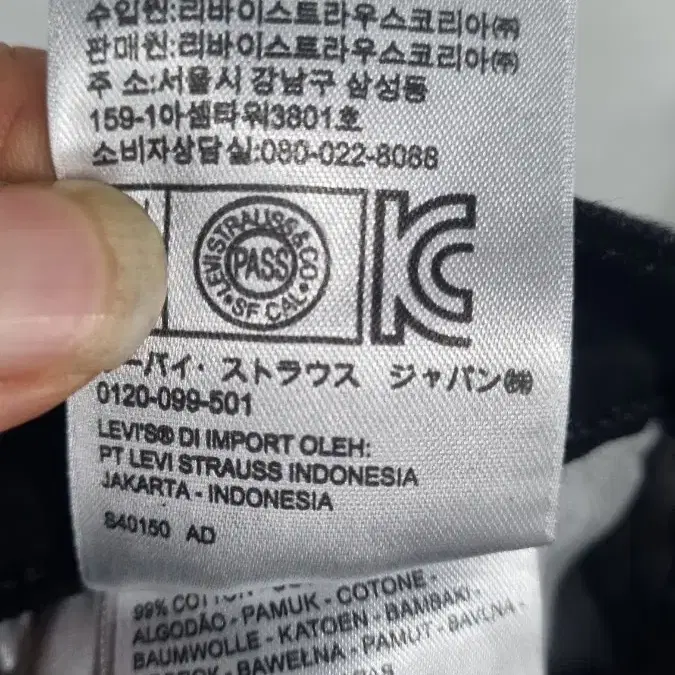 수입원:리바이스트라우스코리아㈜
판매원:리바이스트라우스코리아㈜
주 소:서울시 강남구 삼성동
159-1아셈타워3801호
소비자상담실:080-022-8088
LEVI STRAUSS & CO
PASS
SF CAL
KC
ーバイ・ストラウス ジャパン㈱
0120-099-501
LEVI'S® DI IMPORT OLEH:
PT LEVI STRAUSS INDONESIA
JAKARTA - INDONESIA
S40150 AD
99%
ALGODÃO - PAMUK - COTONE -
BAUMWOLLE - KATOEN - BAMBAKI -
BAWEŁNA - PAMUT - BAVLNA -